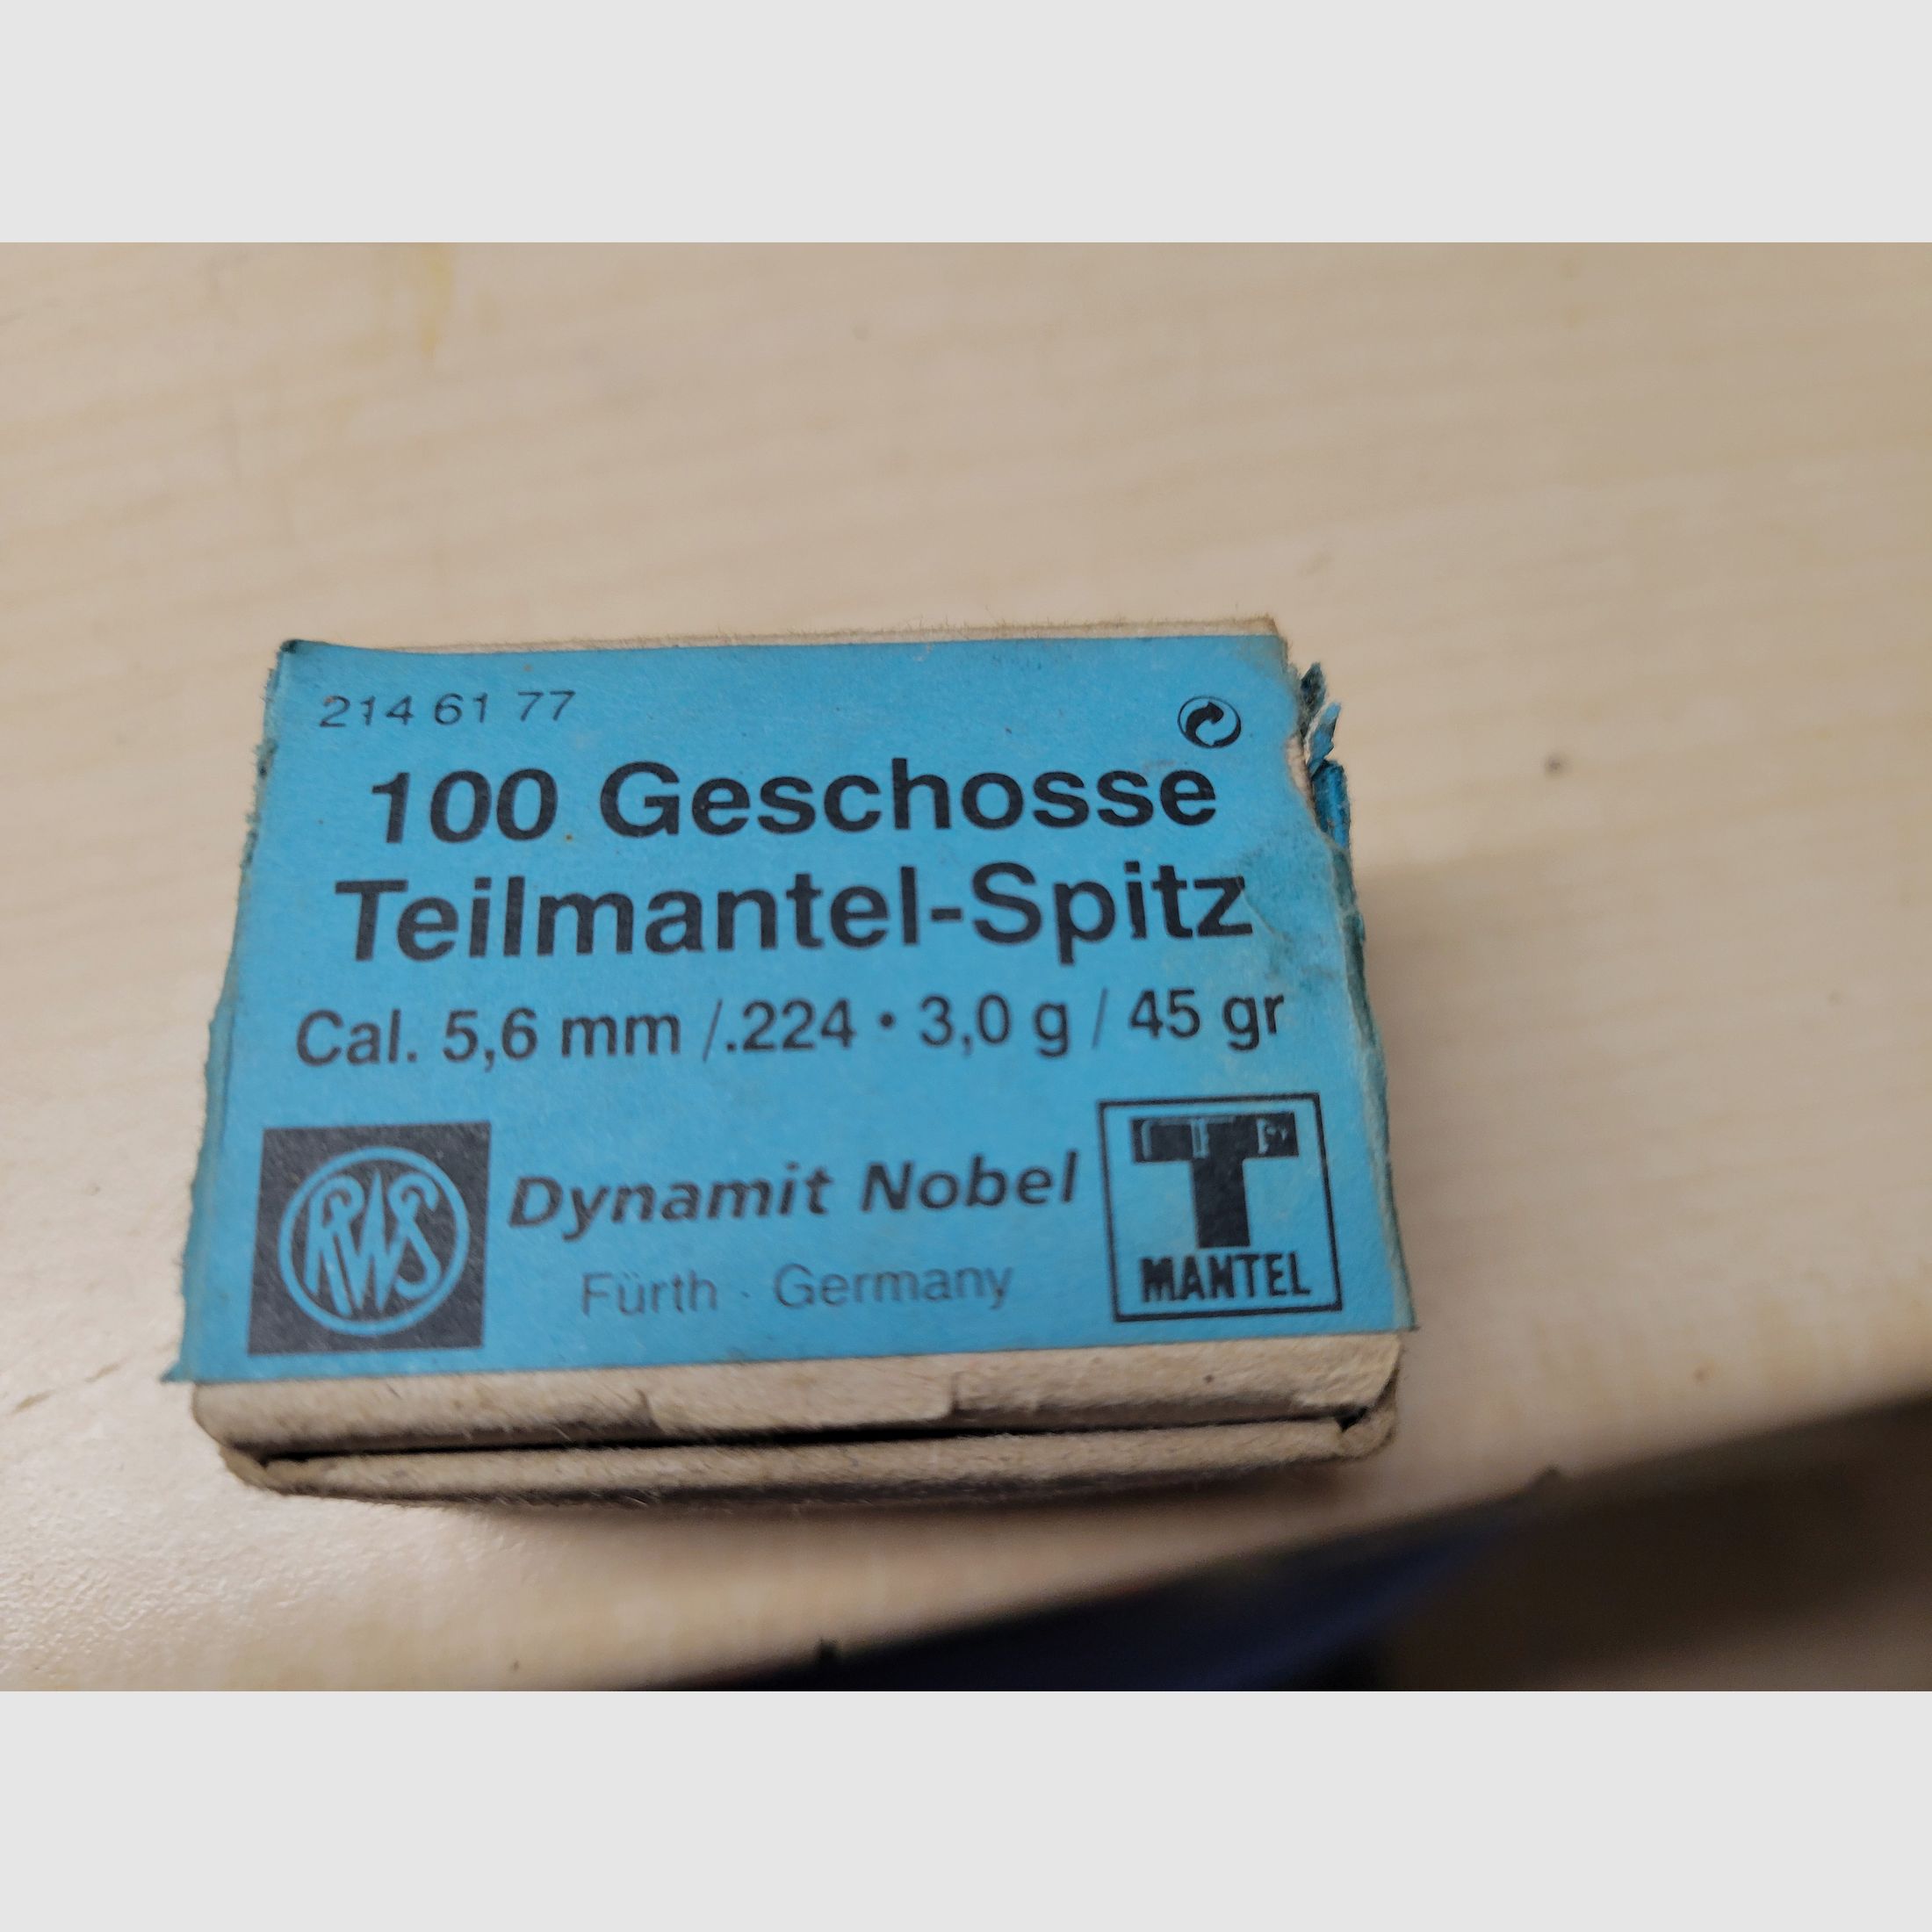 214 61 77
100 Geschosse
Teilmantel-Spitz
Cal. 5,6 mm /.224 • 3,0 g / 45 gr
RWS
Dynamit Nobel
Fürth · Germany
T
MANTEL